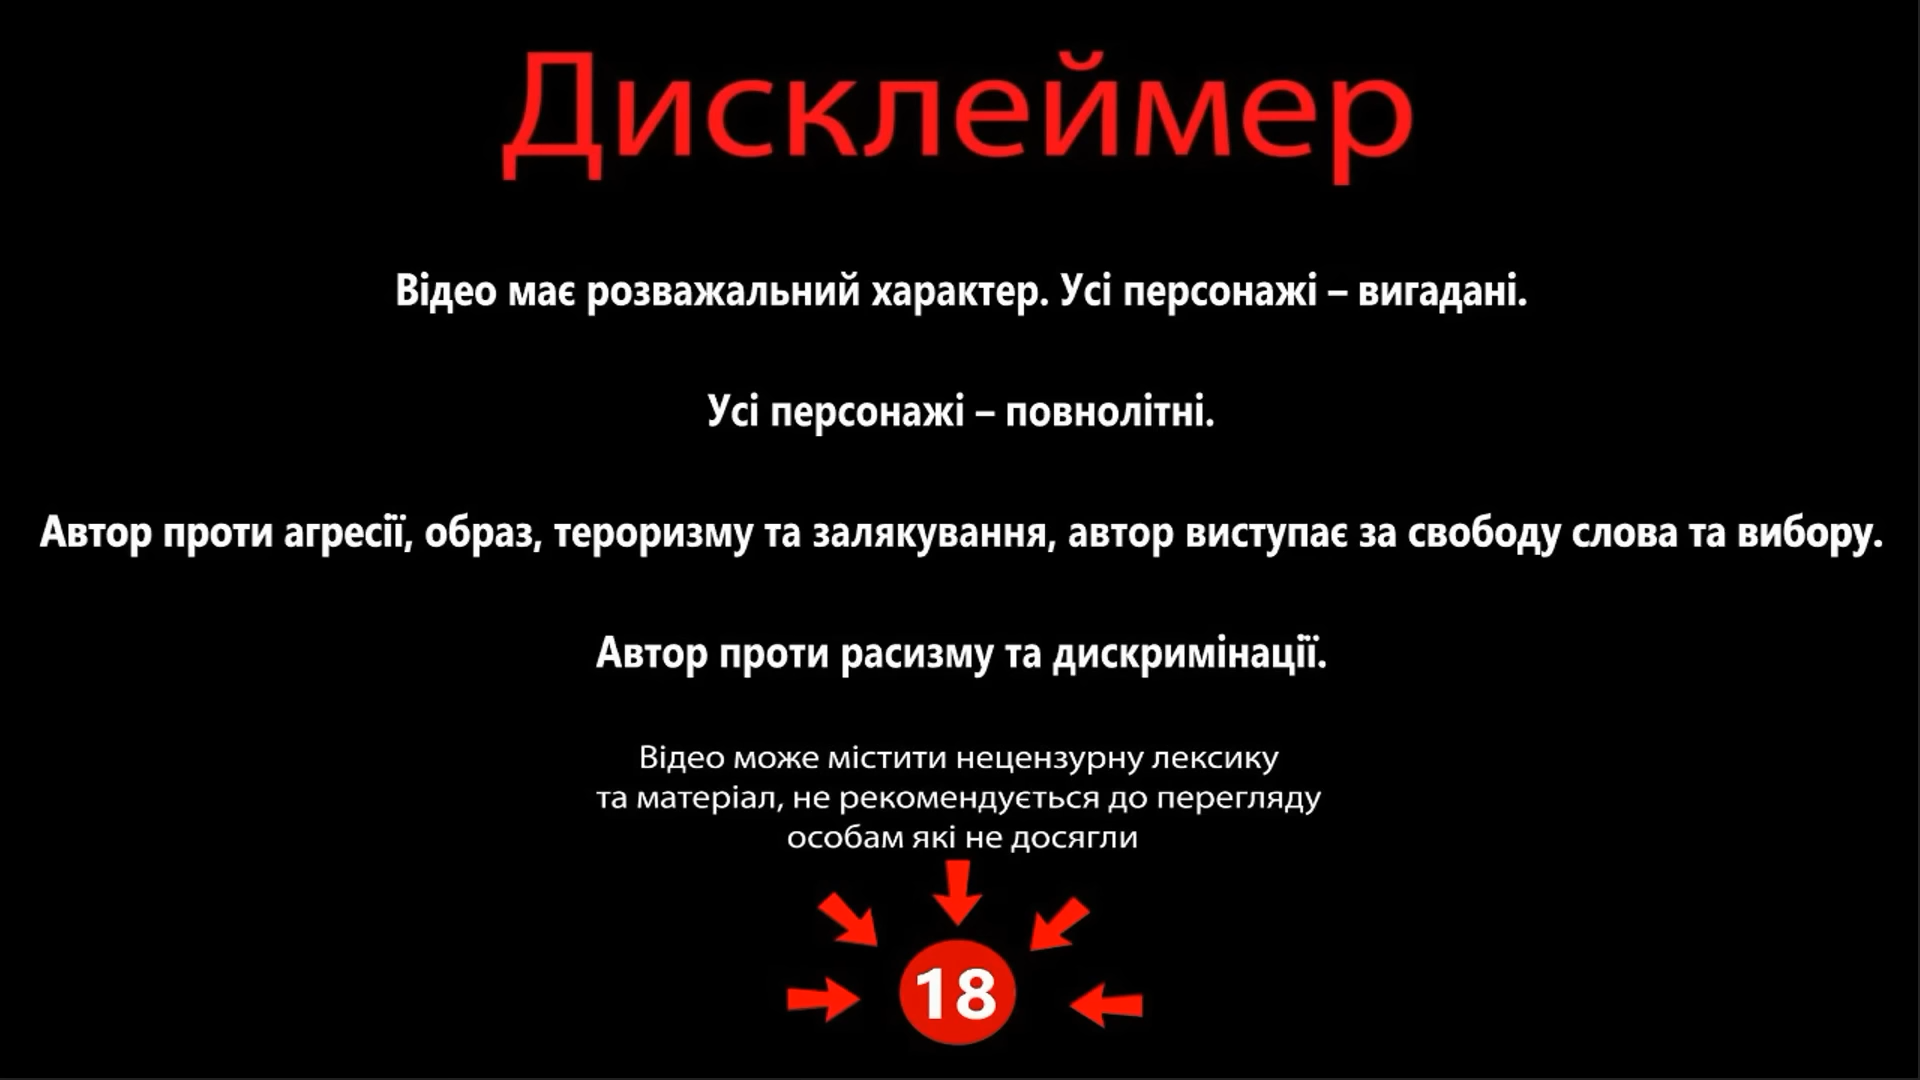 Дисклеймер
Відео має розважальний характер. Усі персонажі – вигадані.
Усі персонажі – повнолітні.
Автор проти агресії, образ, тероризму та залякування, автор виступає за свободу слова та вибору.
Автор проти расизму та дискримінації.
Відео може містити нецензурну лексику
та матеріал, не рекомендується до перегляду
особам які не досягли
18